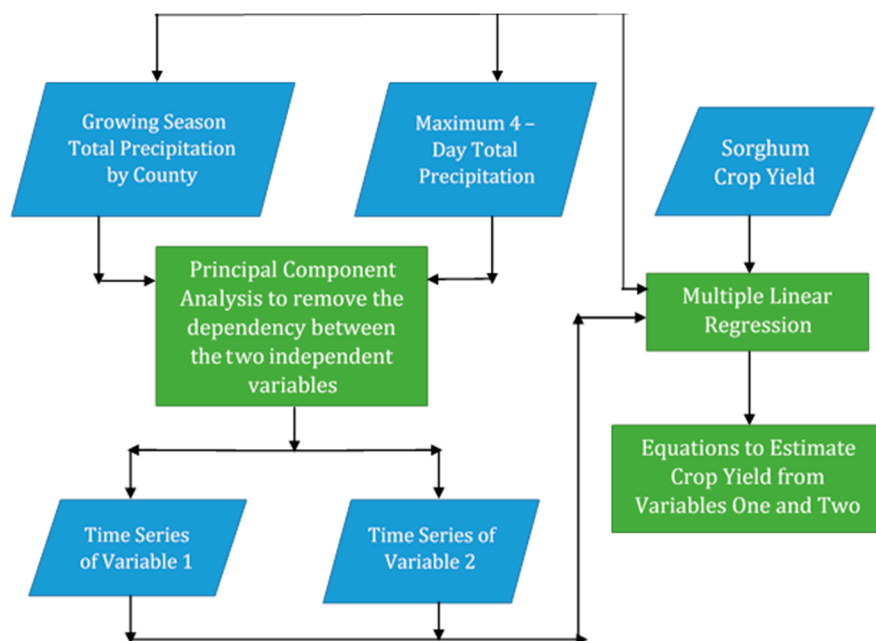 Growing Season
Total Precipitation
by County
Maximum 4 –
Day Total
Precipitation
Sorghum
Crop Yield
Principal Component
Analysis to remove the
dependency between
the two independent
variables
Multiple Linear
Regression
Equations to Estimate
Crop Yield from
Variables One and Two
Time Series
of Variable 1
Time Series of
Variable 2